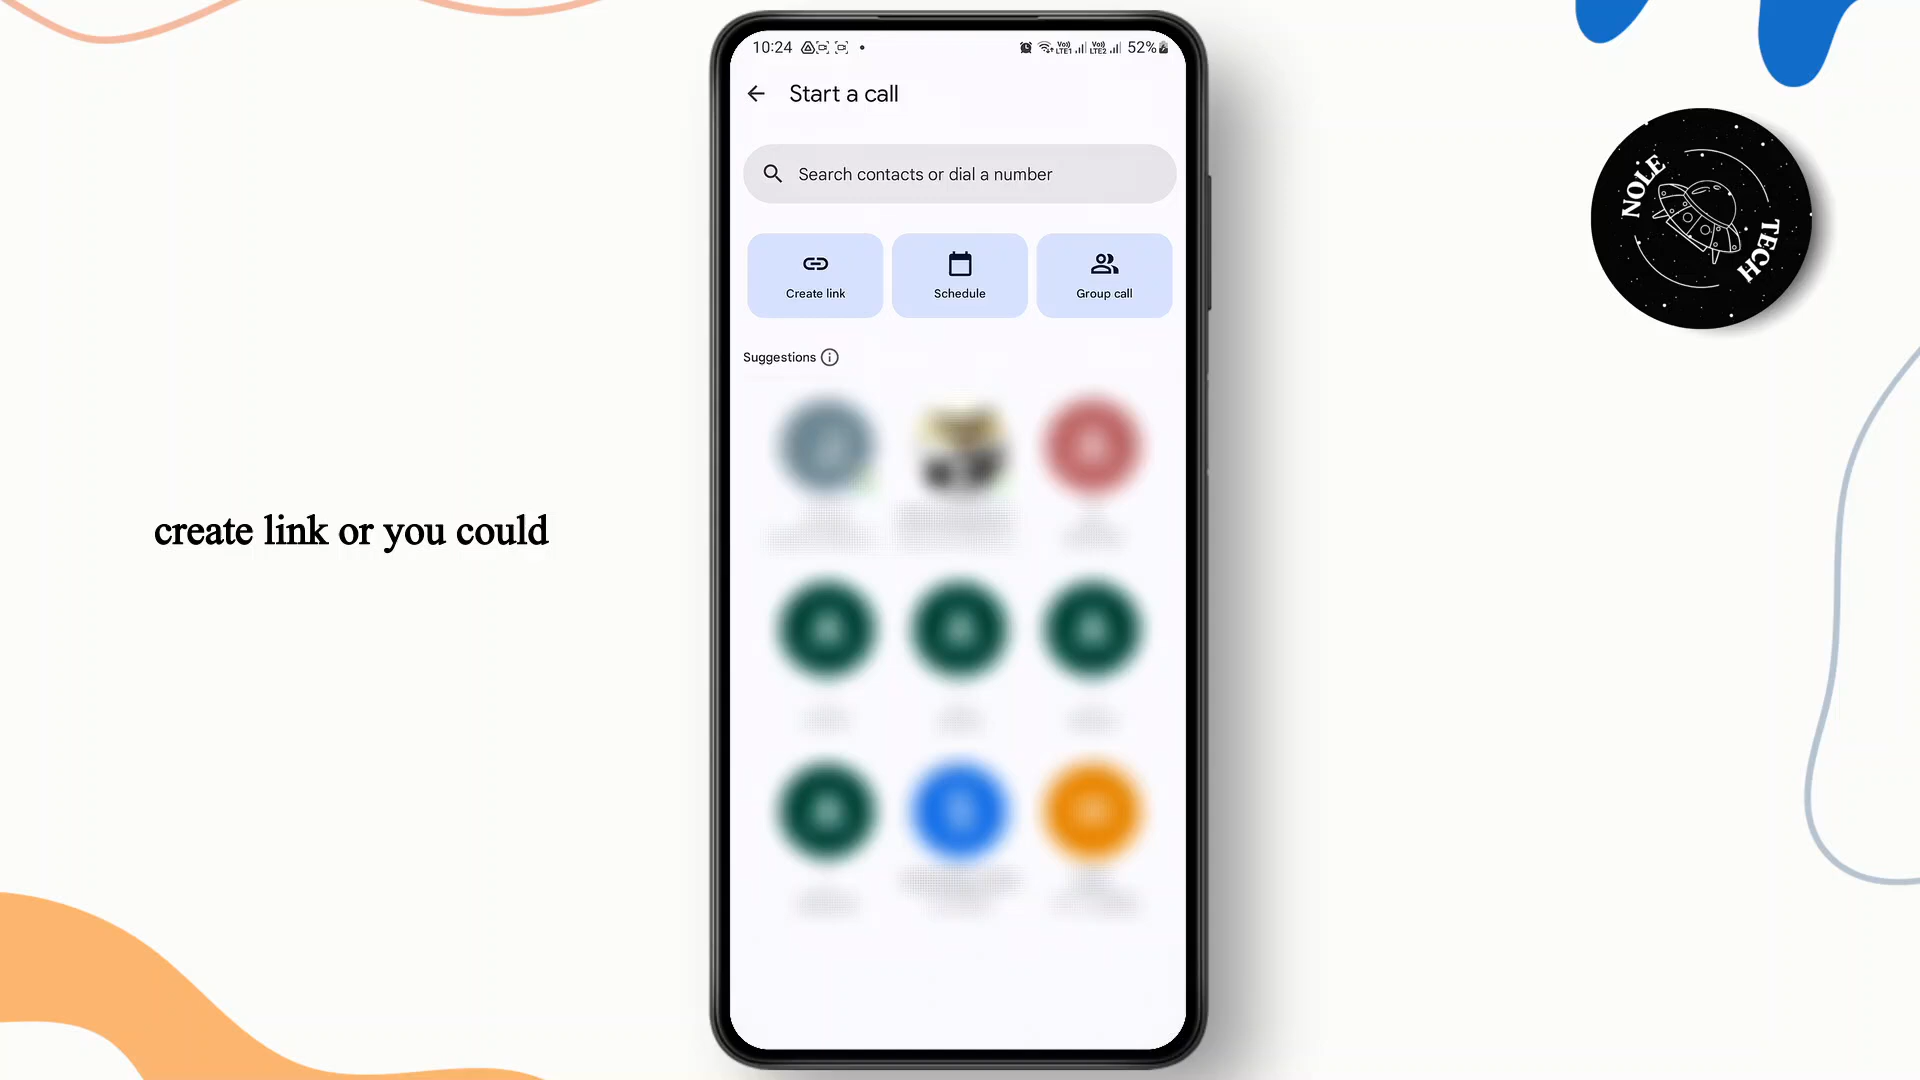 10:24
52%
Start a call
Search contacts or dial a number
Create link
Schedule
Group call
Suggestions
create link or you could
NOLE
TECH